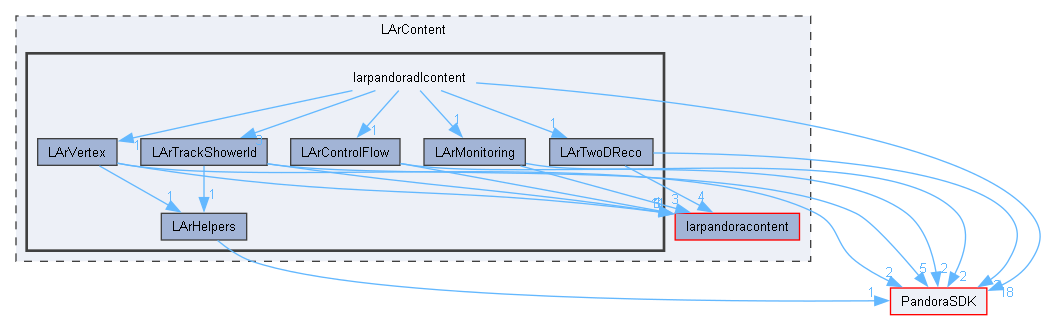 LArContent
larpandoradlcontent
1
1
1
LArVertex
1
LArTrackShowerId
LArControlFlow
LArMonitoring
LArTwoDReco
1
1
3
4
LArHelpers
larpandoracontent
2
5
2
2
18
1
PandoraSDK